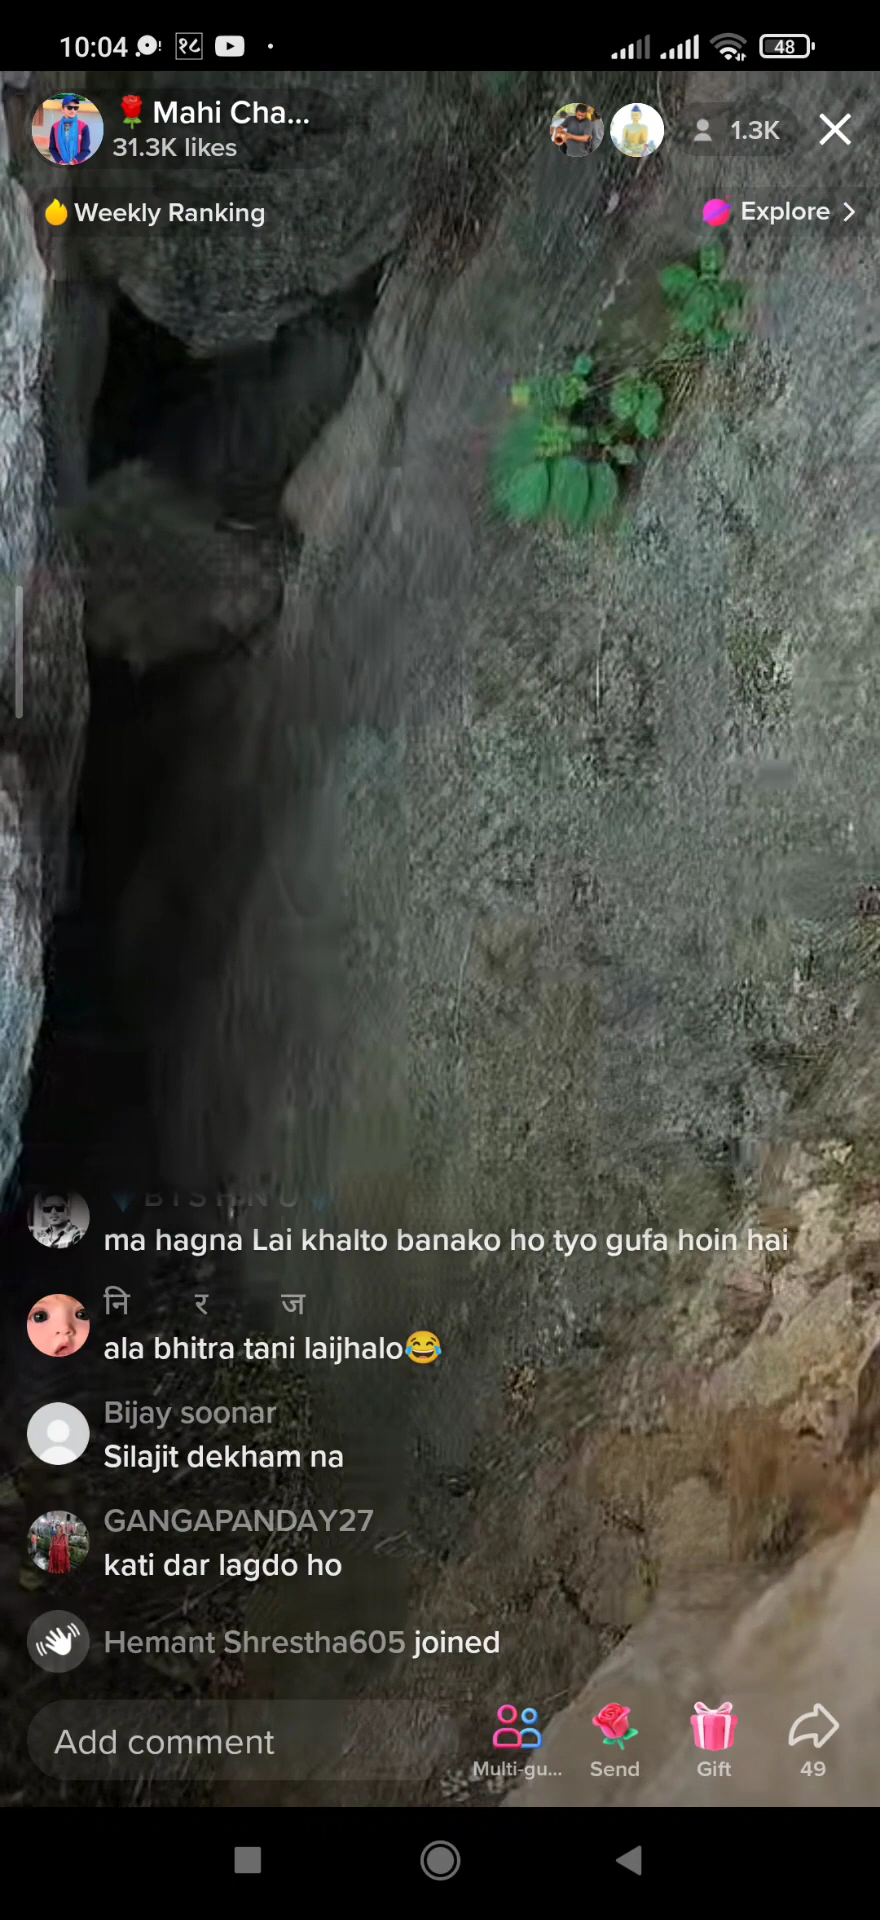 10:04
१८
48
🌹 Mahi Cha...
31.3K likes
1.3K
Weekly Ranking
Explore
BISHNU
ma hagna Lai khalto banako ho tyo gufa hoin hai
नि र ज
ala bhitra tani laijhalo😂
Bijay soonar
Silajit dekham na
GANGAPANDAY27
kati dar lagdo ho
Hemant Shrestha605 joined
Add comment
Multi-gu...
Send
Gift
49